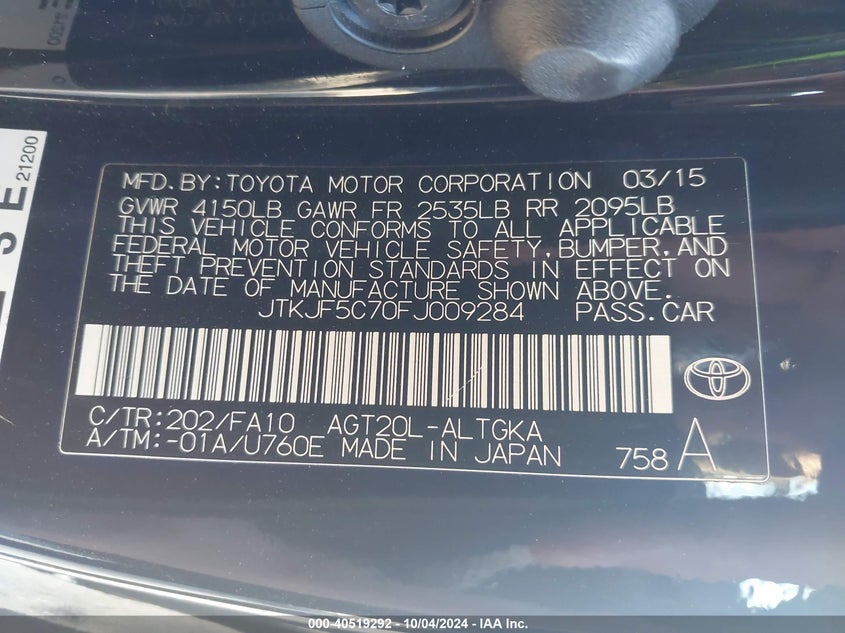 21200
MFD.BY:TOYOTA MOTOR CORPORATION 03/15
GVWR 4150LB GAWR FR 2535LB RR 2095LB
THIS VEHICLE CONFORMS TO ALL APPLICABLE
FEDERAL MOTOR VEHICLE SAFETY,BUMPER,AND
THEFT PREVENTION STANDARDS IN EFFECT ON
THE DATE OF MANUFACTURE SHOWN ABOVE.
JTKJF5C70FJ009284 PASS.CAR
C/TR:202/FA10 AGT20L-ALTGKA
A/TM:-01A/U760E MADE IN JAPAN 758A
000-40519292 - 10/04/2024 - IAA Inc.